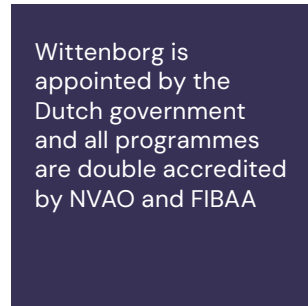 Wittenborg is
appointed by the
Dutch government
and all programmes
are double accredited
by NVAO and FIBAA